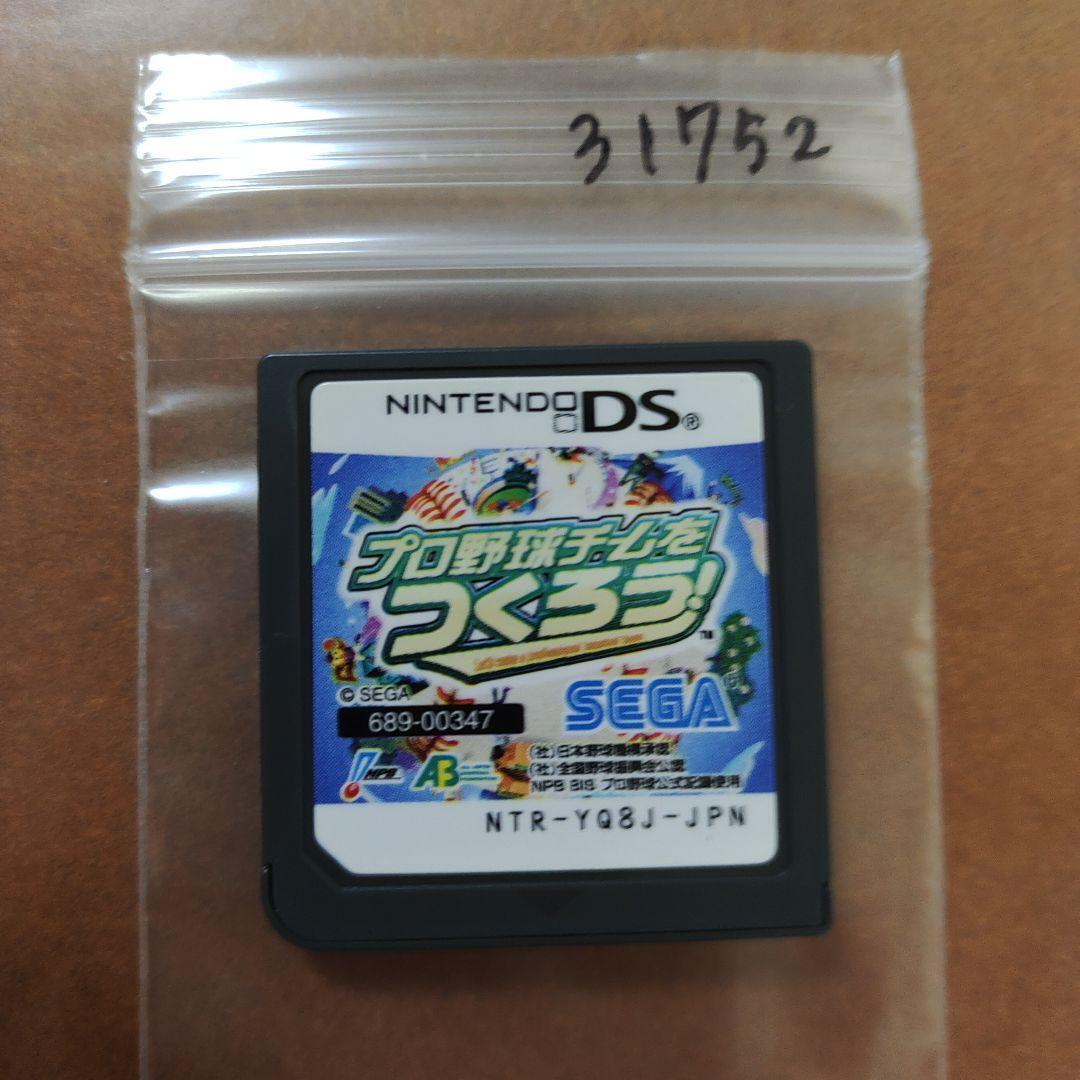 31752
NINTENDO DS®
プロ野球チームを
つくろう!
TM
© SEGA
689-00347
SEGA
NPB
(社)日本野球機構承認
(社)全国野球振興会公認
NPB BIS プロ野球公式記録使用
NTR-YQ8J-JPN